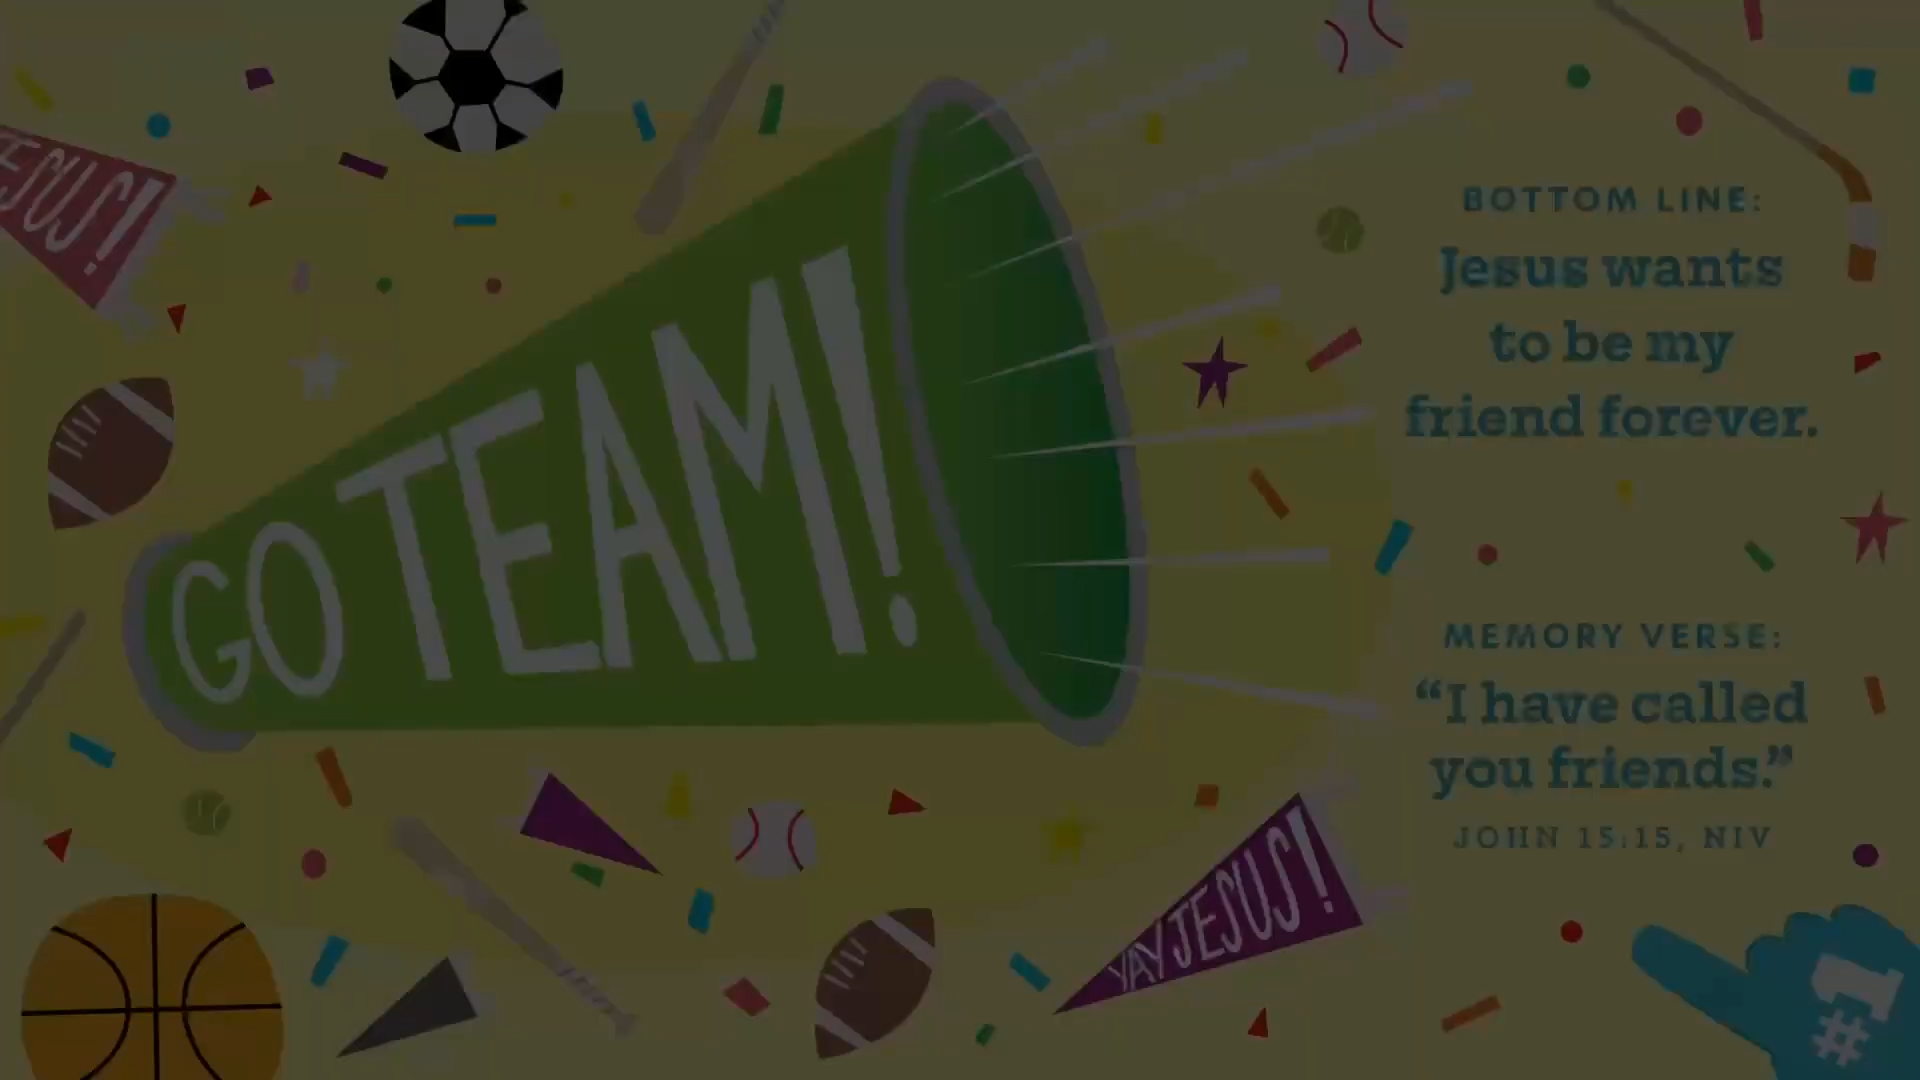 ESUS!
GO TEAM!
BOTTOM LINE:
Jesus wants
to be my
friend forever.
MEMORY VERSE:
“I have called
you friends.”
JOHN 15:15, NIV
YAY JESUS!
#1